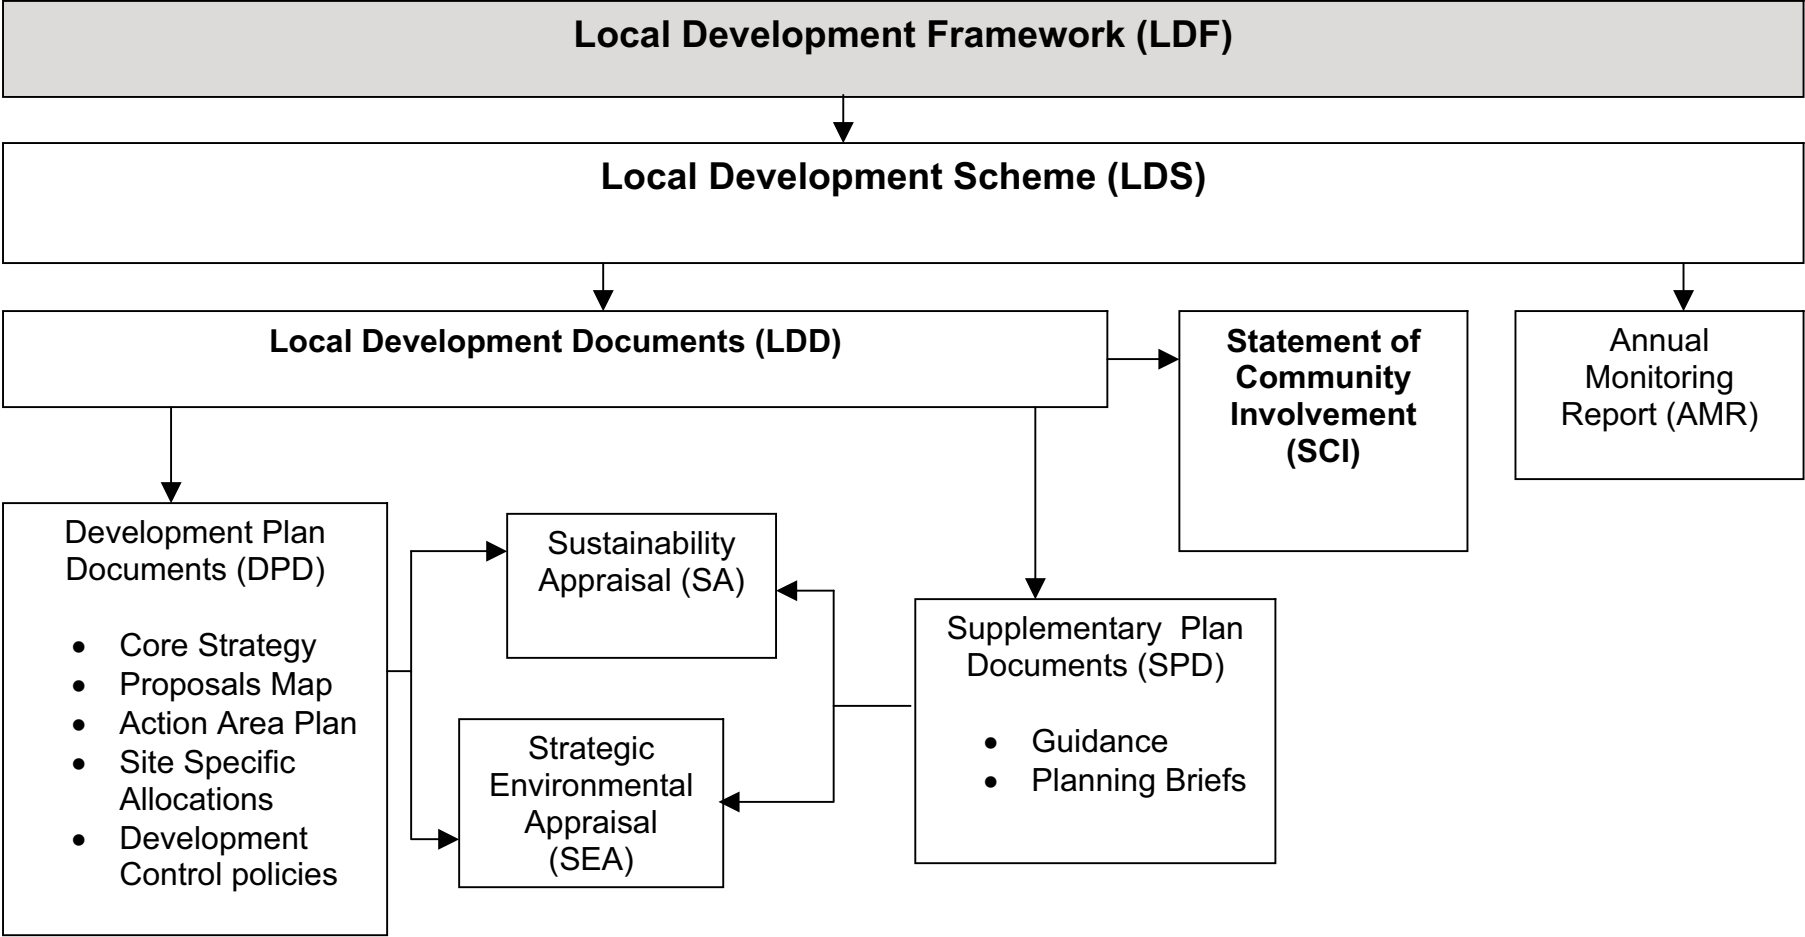 Local Development Framework (LDF)
Local Development Scheme (LDS)
Local Development Documents (LDD)
Statement of
Community
Involvement
(SCI)
Annual
Monitoring
Report (AMR)
Development Plan
Documents (DPD)
• Core Strategy
• Proposals Map
• Action Area Plan
• Site Specific
Allocations
• Development
Control policies
Sustainability
Appraisal (SA)
Strategic
Environmental
Appraisal
(SEA)
Supplementary Plan
Documents (SPD)
• Guidance
• Planning Briefs